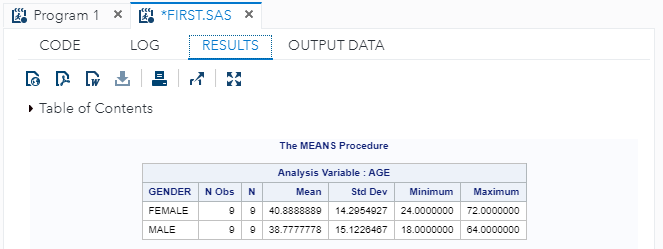 Program 1 × *FIRST.SAS ×
CODE LOG RESULTS OUTPUT DATA
Table of Contents
The MEANS Procedure
Analysis Variable : AGE
GENDER N Obs N Mean Std Dev Minimum Maximum
FEMALE 9 9 40.8888889 14.2954927 24.0000000 72.0000000
MALE 9 9 38.7777778 15.1226467 18.0000000 64.0000000